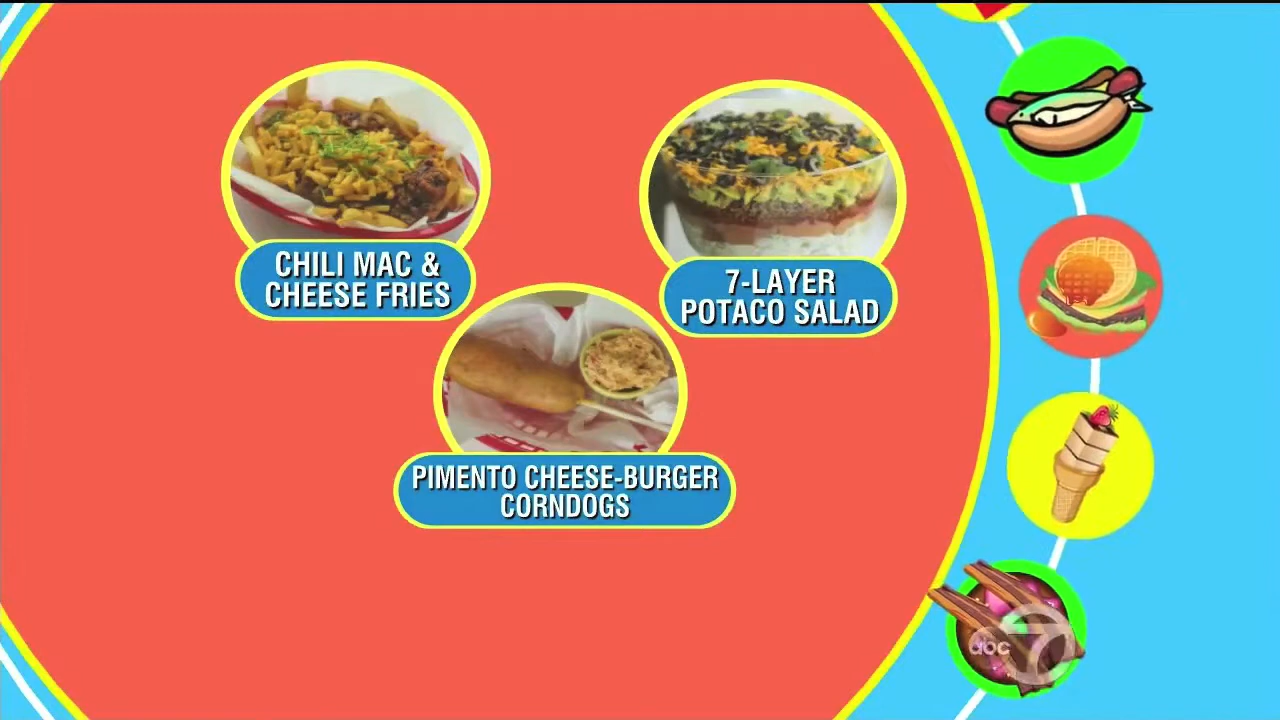 CHILI MAC &
CHEESE FRIES
7-LAYER
POTACO SALAD
PIMENTO CHEESE-BURGER
CORNDOGS
abc 7